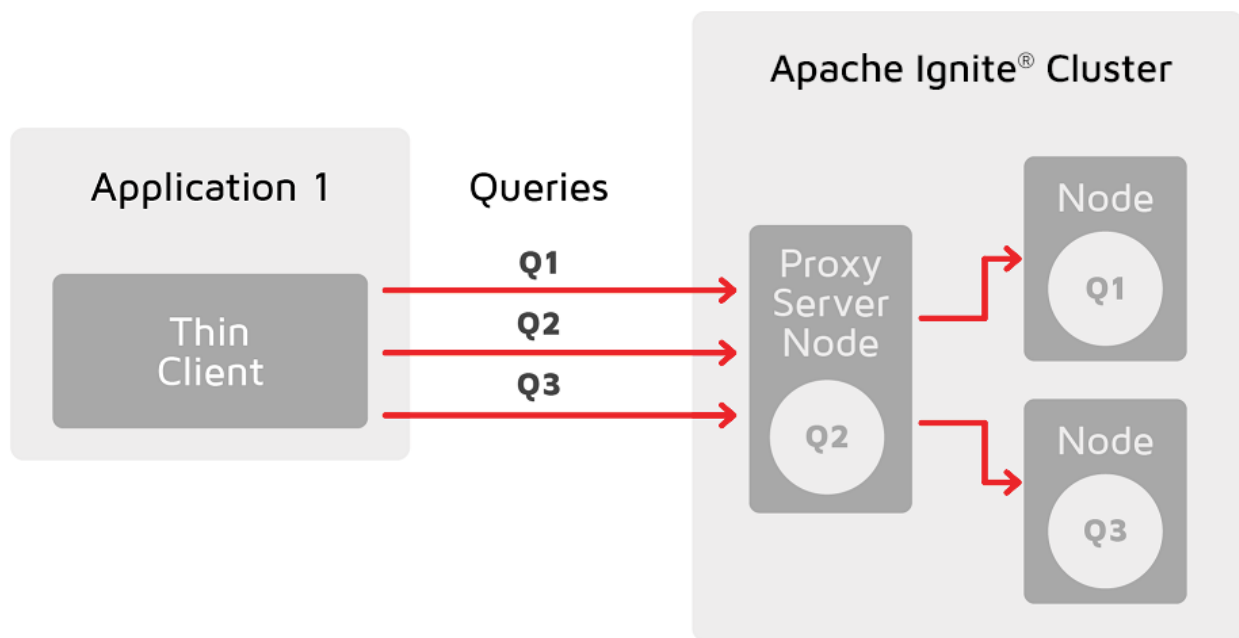 Apache Ignite® Cluster
Application 1
Thin
Client
Queries
Q1
Q2
Q3
Proxy
Server
Node
Q2
Node
Q1
Node
Q3